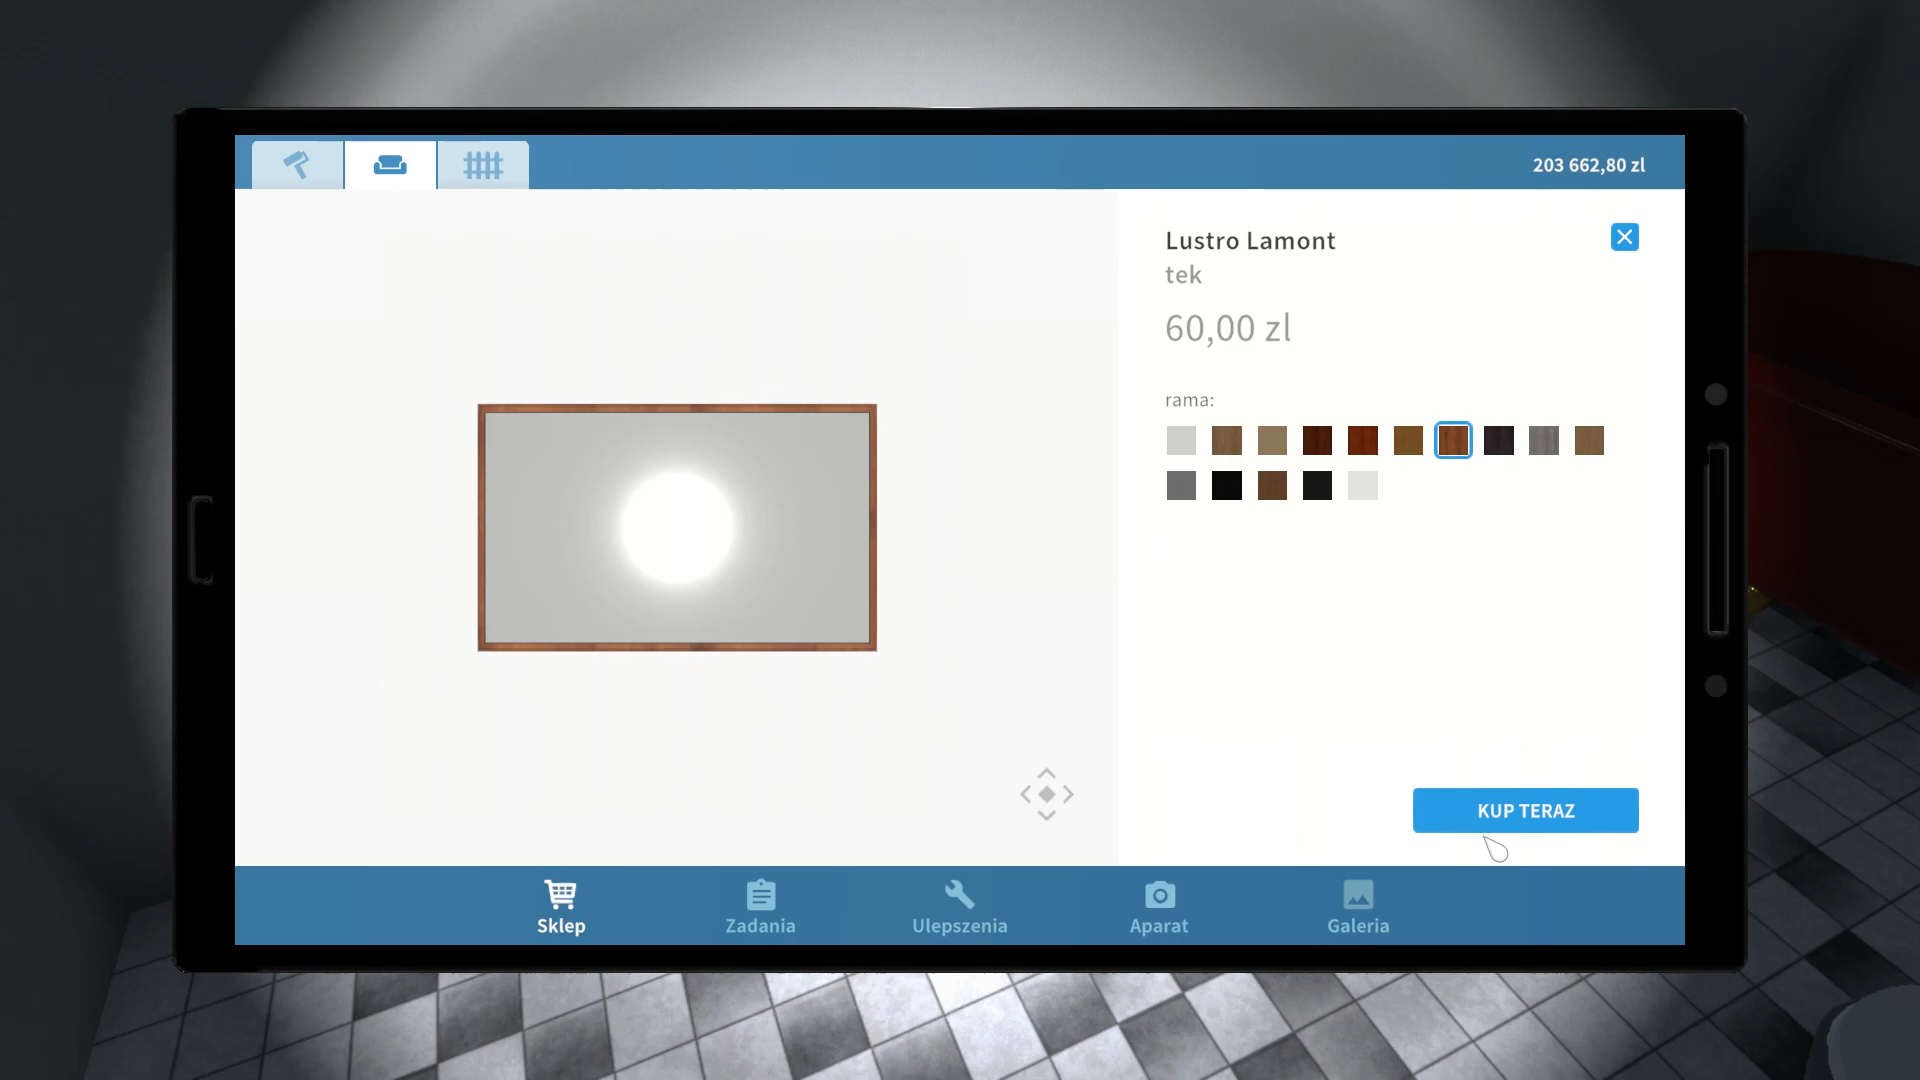 203 662,80 zl
Lustro Lamont
tek
60,00 zl
rama:
KUP TERAZ
Sklep
Zadania
Ulepszenia
Aparat
Galeria